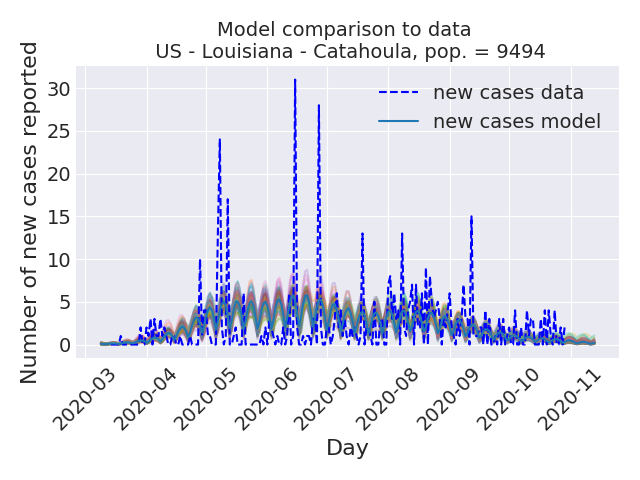 Model comparison to data
US - Louisiana - Catahoula, pop. = 9494
Number of new cases reported
30
25
20
15
10
5
0
new cases data
new cases model
2020-03
2020-04
2020-05
2020-06
2020-07
2020-08
2020-09
2020-10
2020-11
Day